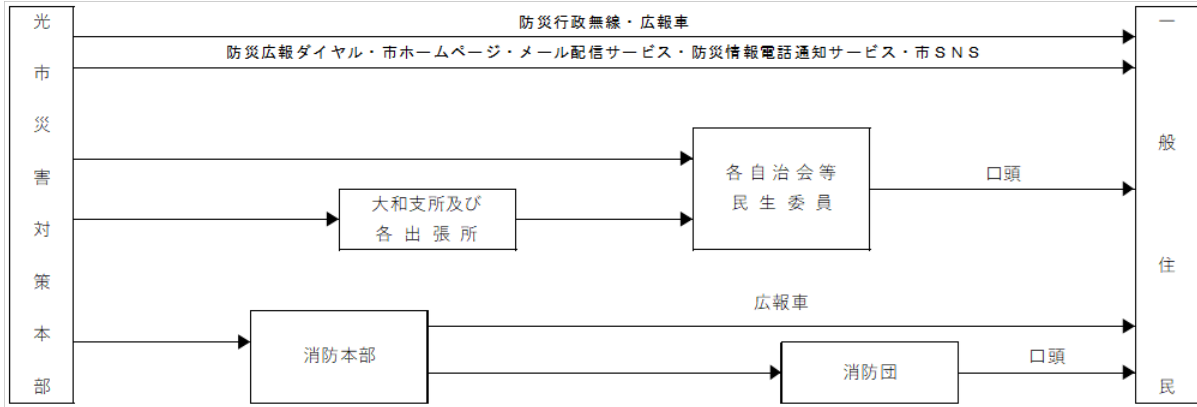 光市災害対策本部
防災行政無線・広報車
防災広報ダイヤル・市ホームページ・メール配信サービス・防災情報電話通知サービス・市ＳＮＳ
各自治会等
民生委員
口頭
大和支所及び
各出張所
広報車
消防本部
消防団
口頭
一般住民